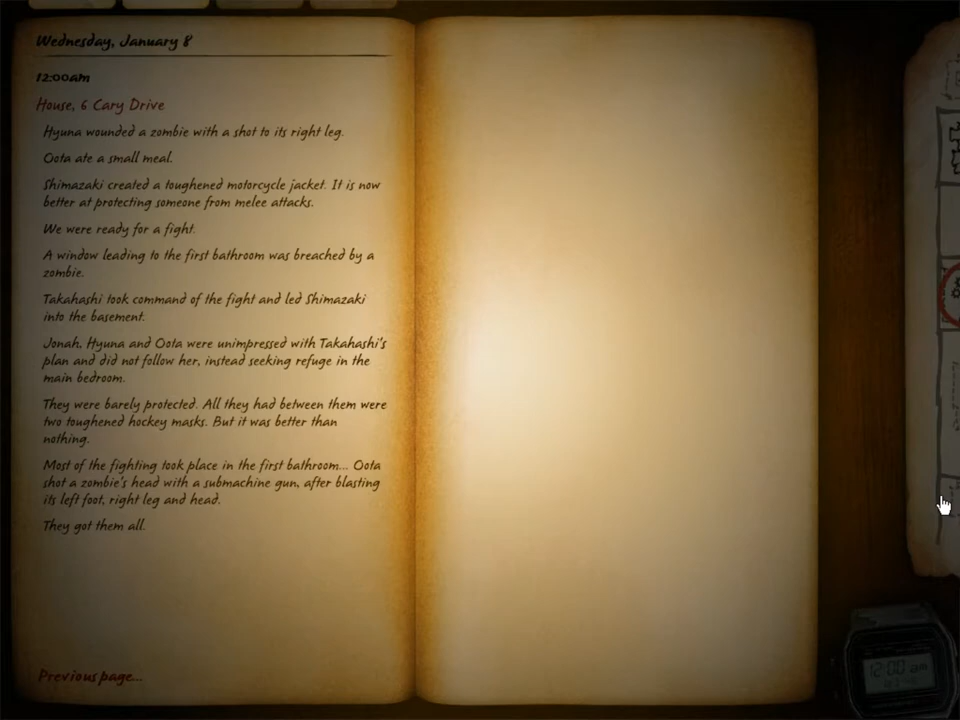 Wednesday, January 8
12:00am
House, 6 Cary Drive
Hyuna wounded a zombie with a shot to its right leg.
Oota ate a small meal.
Shimazaki created a toughened motorcycle jacket. It is now
better at protecting someone from melee attacks.
We were ready for a fight.
A window leading to the first bathroom was breached by a
zombie.
Takahashi took command of the fight and led Shimazaki
into the basement.
Jonah, Hyuna and Oota were unimpressed with Takahashi's
plan and did not follow her, instead seeking refuge in the
main bedroom.
They were barely protected. All they had between them were
two toughened hockey masks. But it was better than
nothing.
Most of the fighting took place in the first bathroom... Oota
shot a zombie's head with a submachine gun, after blasting
its left foot, right leg and head.
They got them all.
Previous page...
12:00 am